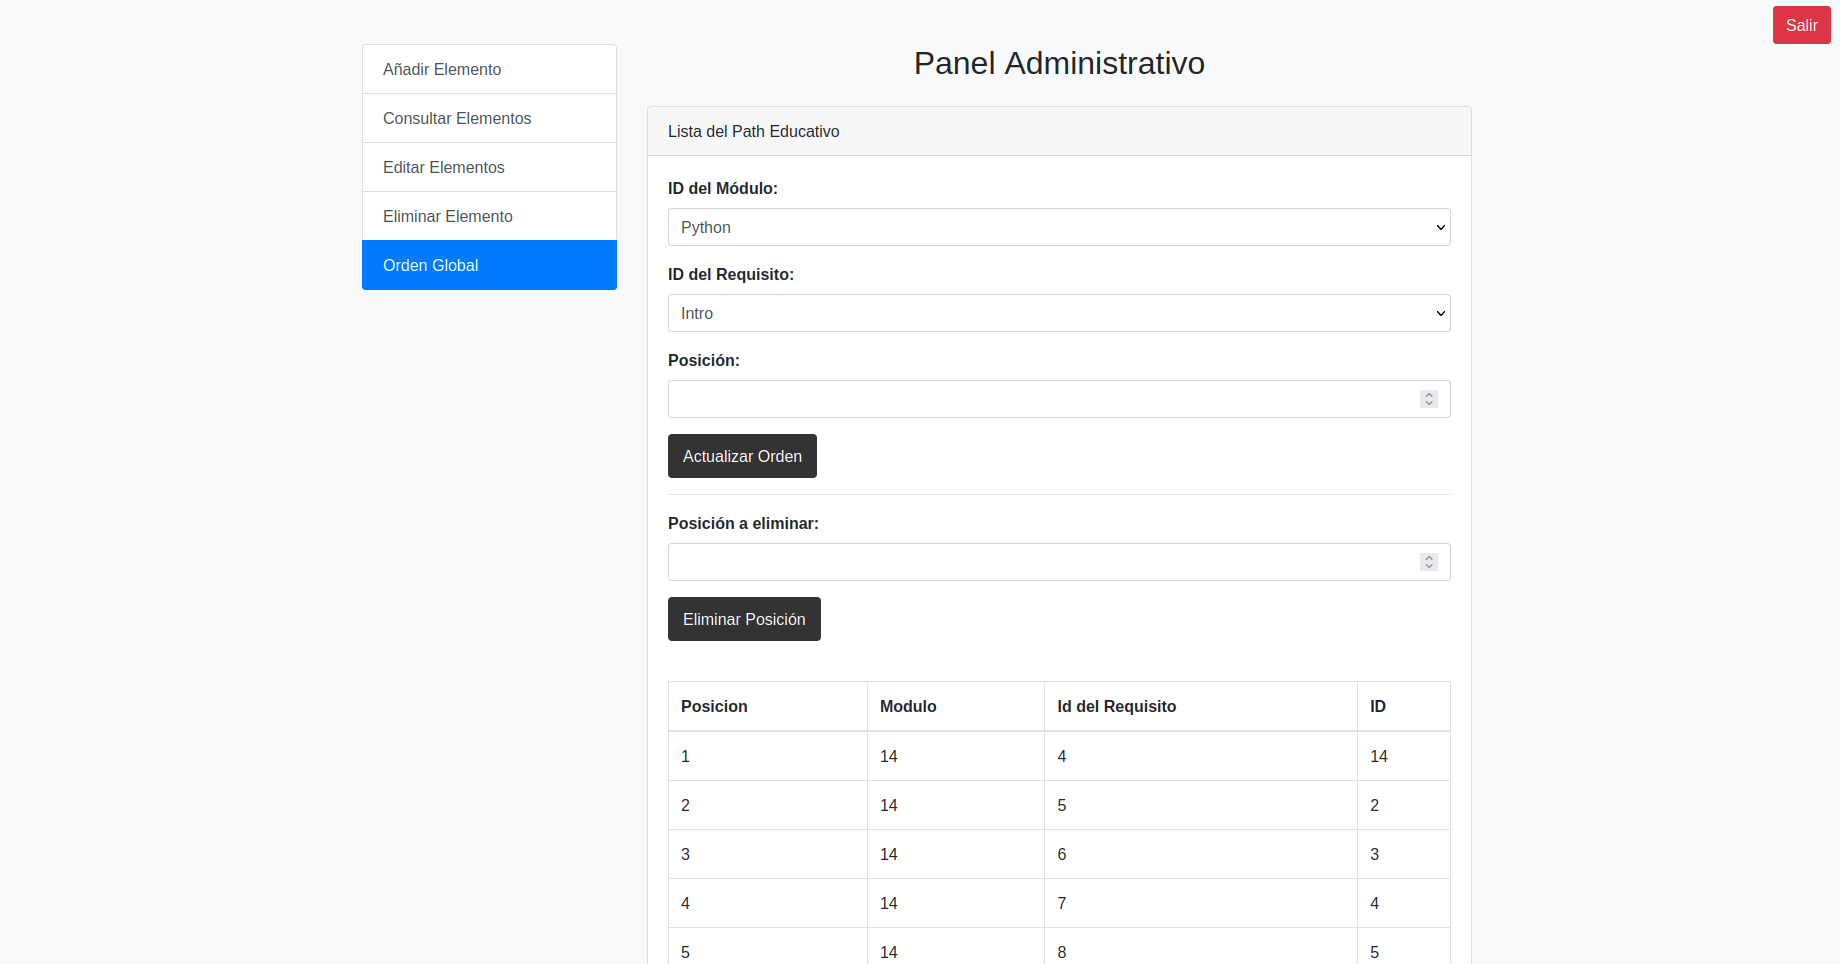 Salir
Añadir Elemento
Consultar Elementos
Editar Elementos
Eliminar Elemento
Orden Global
Panel Administrativo
Lista del Path Educativo
ID del Módulo:
Python
ID del Requisito:
Intro
Posición:
Actualizar Orden
Posición a eliminar:
Eliminar Posición
Posicion Modulo Id del Requisito ID
1 14 4 14
2 14 5 2
3 14 6 3
4 14 7 4
5 14 8 5